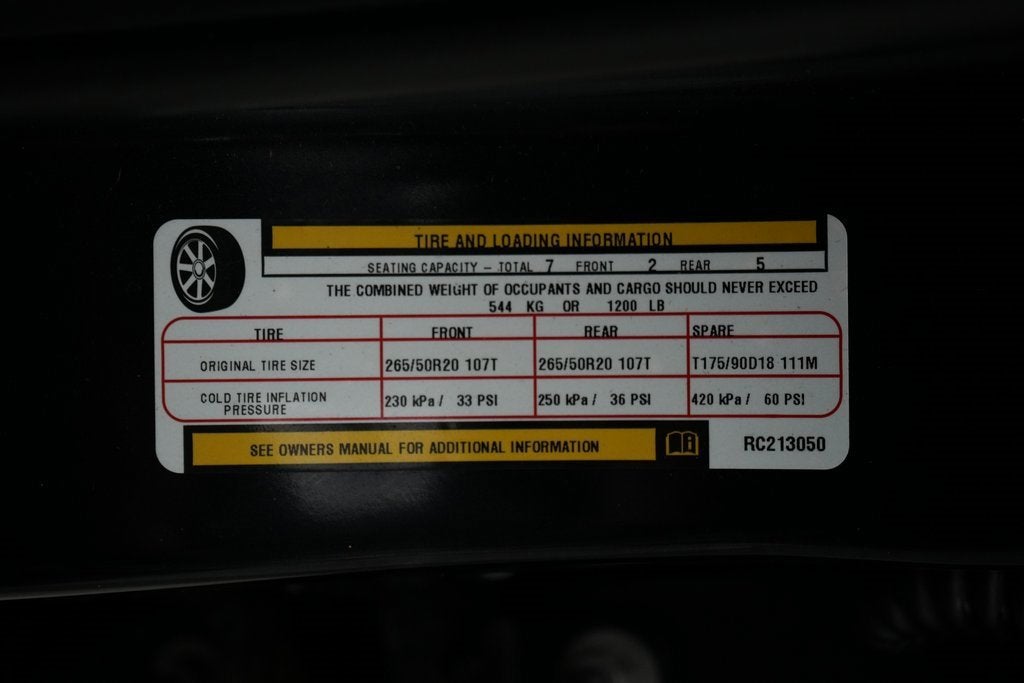 TIRE AND LOADING INFORMATION
SEATING CAPACITY – TOTAL 7 FRONT 2 REAR 5
THE COMBINED WEIGHT OF OCCUPANTS AND CARGO SHOULD NEVER EXCEED
544 KG OR 1200 LB
TIRE FRONT REAR SPARE
ORIGINAL TIRE SIZE 265/50R20 107T 265/50R20 107T T175/90D18 111M
COLD TIRE INFLATION PRESSURE 230 kPa / 33 PSI 250 kPa / 36 PSI 420 kPa / 60 PSI
SEE OWNERS MANUAL FOR ADDITIONAL INFORMATION
RC213050